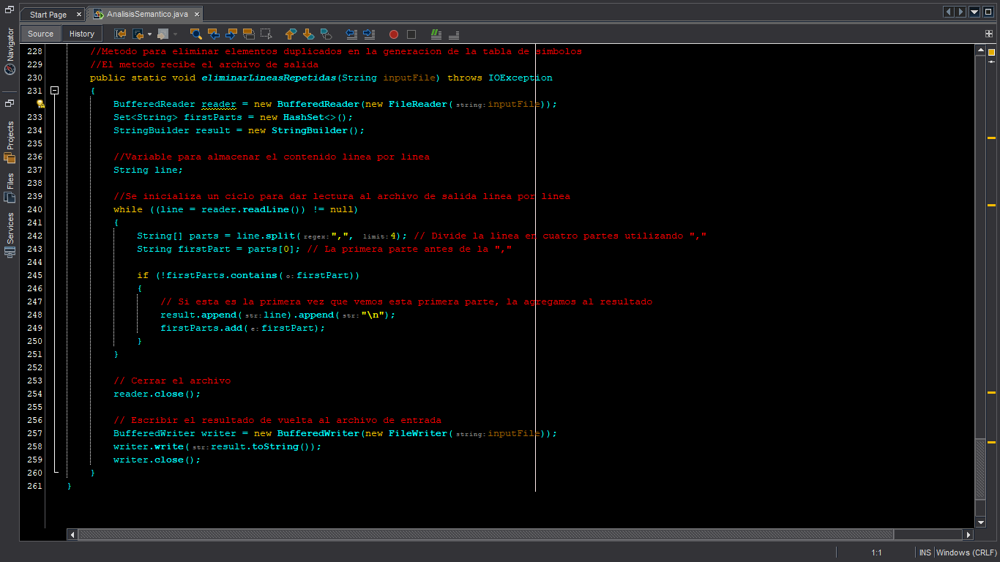 Start Page
AnalisisSemantico.java
Source
History
Navigator
Projects
Files
Services
228 //Metodo para eliminar elementos duplicados en la generacion de la tabla de simbolos
229 //El metodo recibe el archivo de salida
230 public static void eliminarLineasRepetidas(String inputFile) throws IOException
231 {
BufferedReader reader = new BufferedReader(new FileReader(string:inputFile));
233 Set<String> firstParts = new HashSet<>();
234 StringBuilder result = new StringBuilder();
235
236 //Variable para almacenar el contenido linea por linea
237 String line;
238
239 //Se inicializa un ciclo para dar lectura al archivo de salida linea por linea
240 while ((line = reader.readLine()) != null)
241 {
242 String[] parts = line.split(regex:",", limit:4); // Divide la línea en cuatro partes utilizando ","
243 String firstPart = parts[0]; // La primera parte antes de la ","
244
245 if (!firstParts.contains(o:firstPart))
246 {
247 // Si esta es la primera vez que vemos esta primera parte, la agregamos al resultado
248 result.append(str:line).append(str:"\n");
249 firstParts.add(e:firstPart);
250 }
251 }
252
253 // Cerrar el archivo
254 reader.close();
255
256 // Escribir el resultado de vuelta al archivo de entrada
257 BufferedWriter writer = new BufferedWriter(new FileWriter(string:inputFile));
258 writer.write(str:result.toString());
259 writer.close();
260 }
261 }
1:1
INS
Windows (CRLF)